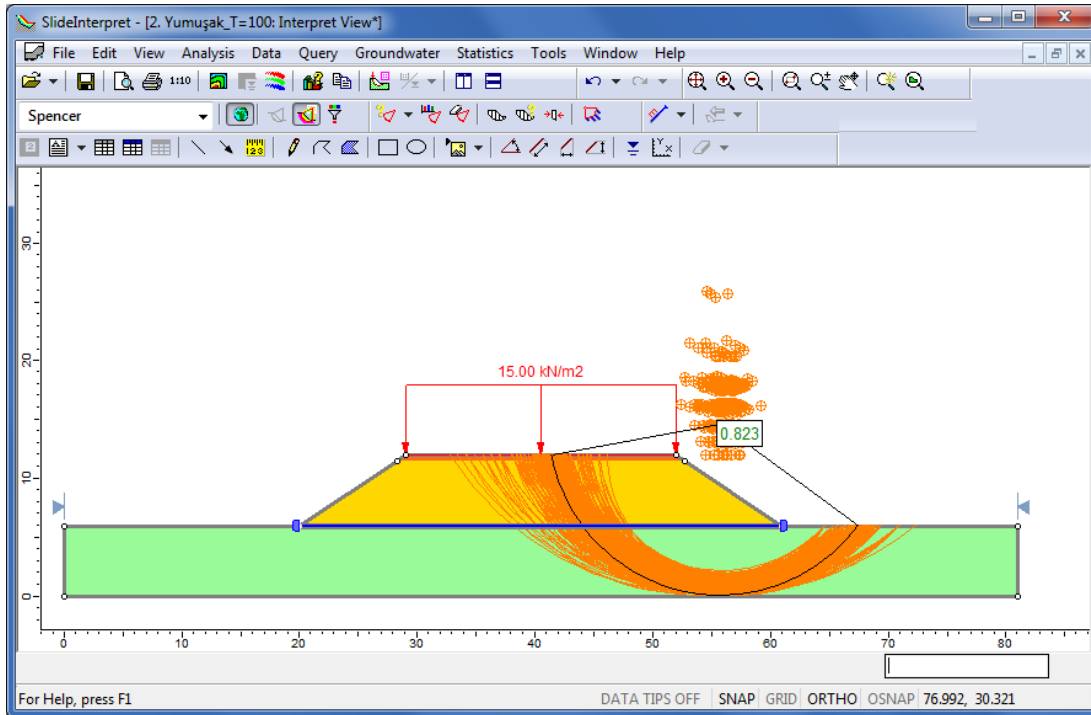 SlideInterpret - [2. Yumuşak_T=100: Interpret View*]
File Edit View Analysis Data Query Groundwater Statistics Tools Window Help
1:10
Spencer
15.00 kN/m2
0.823
30
20
10
0
0 10 20 30 40 50 60 70 80
For Help, press F1 DATA TIPS OFF SNAP GRID ORTHO OSNAP 76.992, 30.321